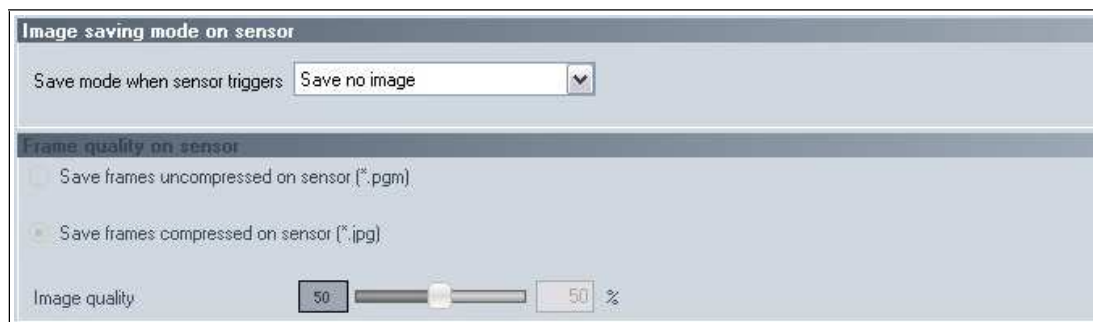 Image saving mode on sensor
Save mode when sensor triggers Save no image
Frame quality on sensor
Save frames uncompressed on sensor (*.pgm)
Save frames compressed on sensor (*.jpg)
Image quality 50 50 %